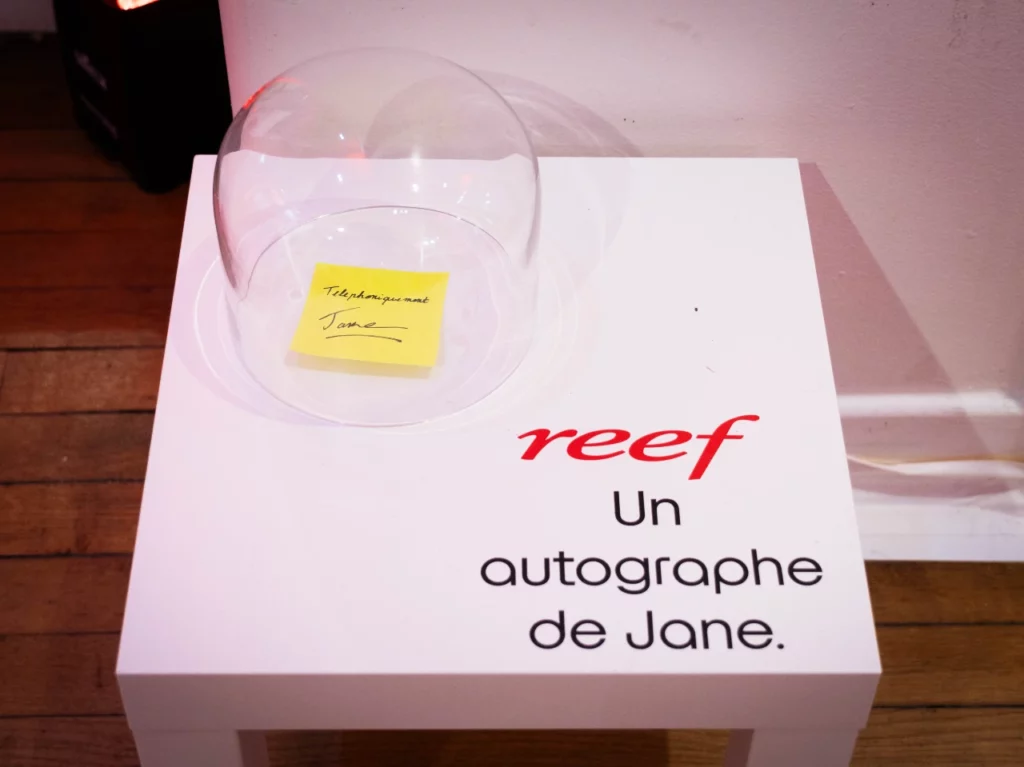 Téléphoniquement
Jane
reef
Un
autographe
de Jane.